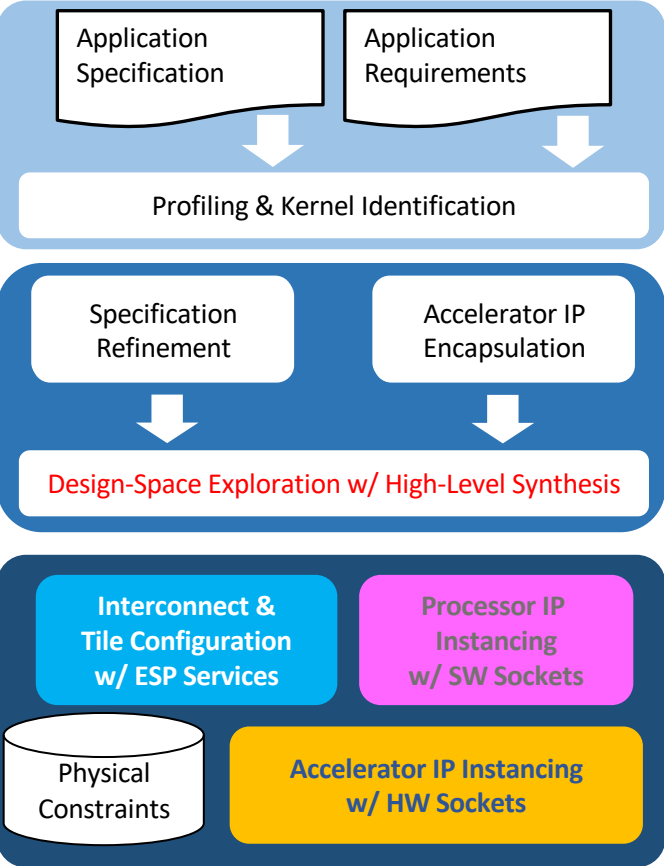 Application
Specification
Application
Requirements
Profiling & Kernel Identification
Specification
Refinement
Accelerator IP
Encapsulation
Design-Space Exploration w/ High-Level Synthesis
Interconnect &
Tile Configuration
w/ ESP Services
Processor IP
Instancing
w/ SW Sockets
Physical
Constraints
Accelerator IP Instancing
w/ HW Sockets